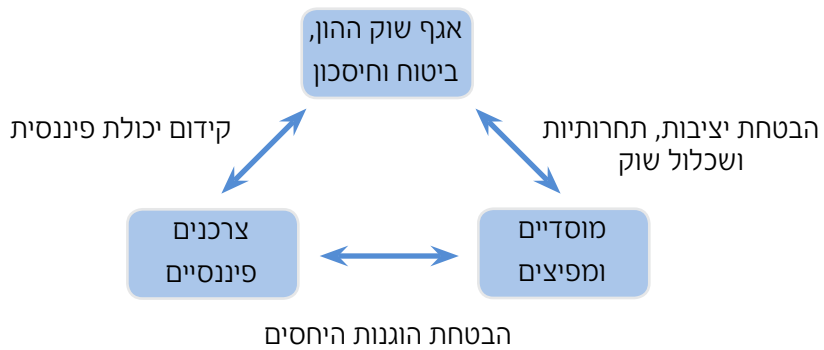 אגף שוק ההון,
ביטוח וחיסכון
הבטחת יציבות, תחרותיות
ושכלול שוק
קידום יכולת פיננסית
מוסדיים
ומפיצים
צרכנים
פיננסיים
הבטחת הוגנות היחסים